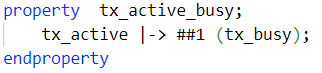 property  tx_active_busy;
    tx_active |-> ##1 (tx_busy);
endproperty